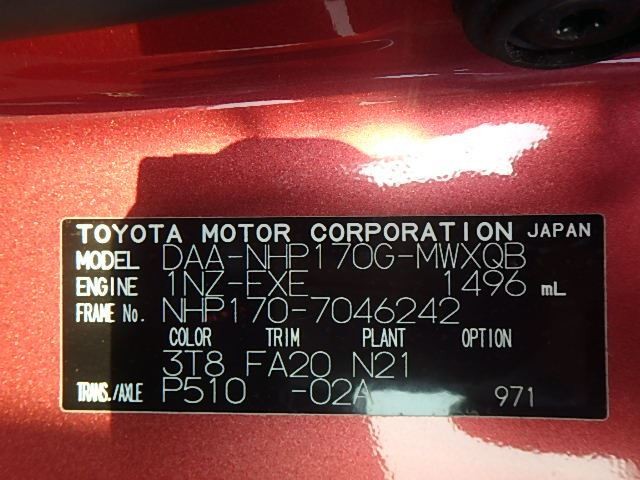 TOYOTA MOTOR CORPORATION JAPAN
MODEL DAA-NHP170G-MWXQB
ENGINE 1NZ-FXE 1496 mL
FRAME No. NHP170-7046242
COLOR TRIM PLANT OPTION
3T8 FA20 N21
TRANS./AXLE P510 -02A 971